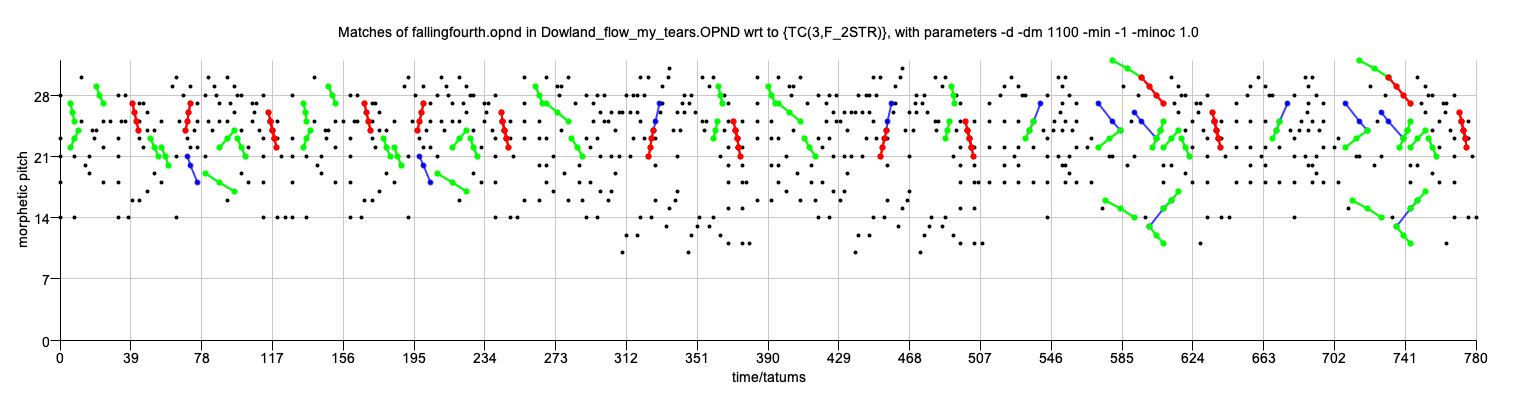 Matches of fallingfourth.opnd in Dowland_flow_my_tears.OPND wrt to {TC(3,F_2STR)}, with parameters -d -dm 1100 -min -1 -minoc 1.0
morphetic pitch
28
21
14
7
0
0 39 78 117 156 195 234 273 312 351 390 429 468 507 546 585 624 663 702 741 780
time/tatums